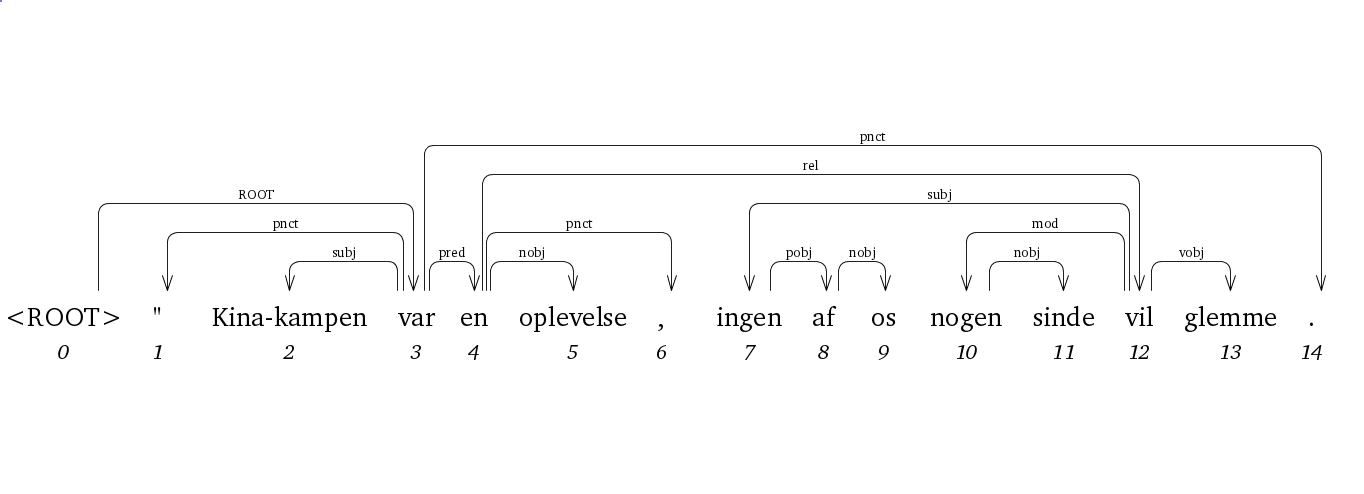 pnct
rel
ROOT subj
pnct pnct mod
subj pred nobj pobj nobj nobj vobj
<ROOT> " Kina-kampen var en oplevelse , ingen af os nogen sinde vil glemme .
0 1 2 3 4 5 6 7 8 9 10 11 12 13 14